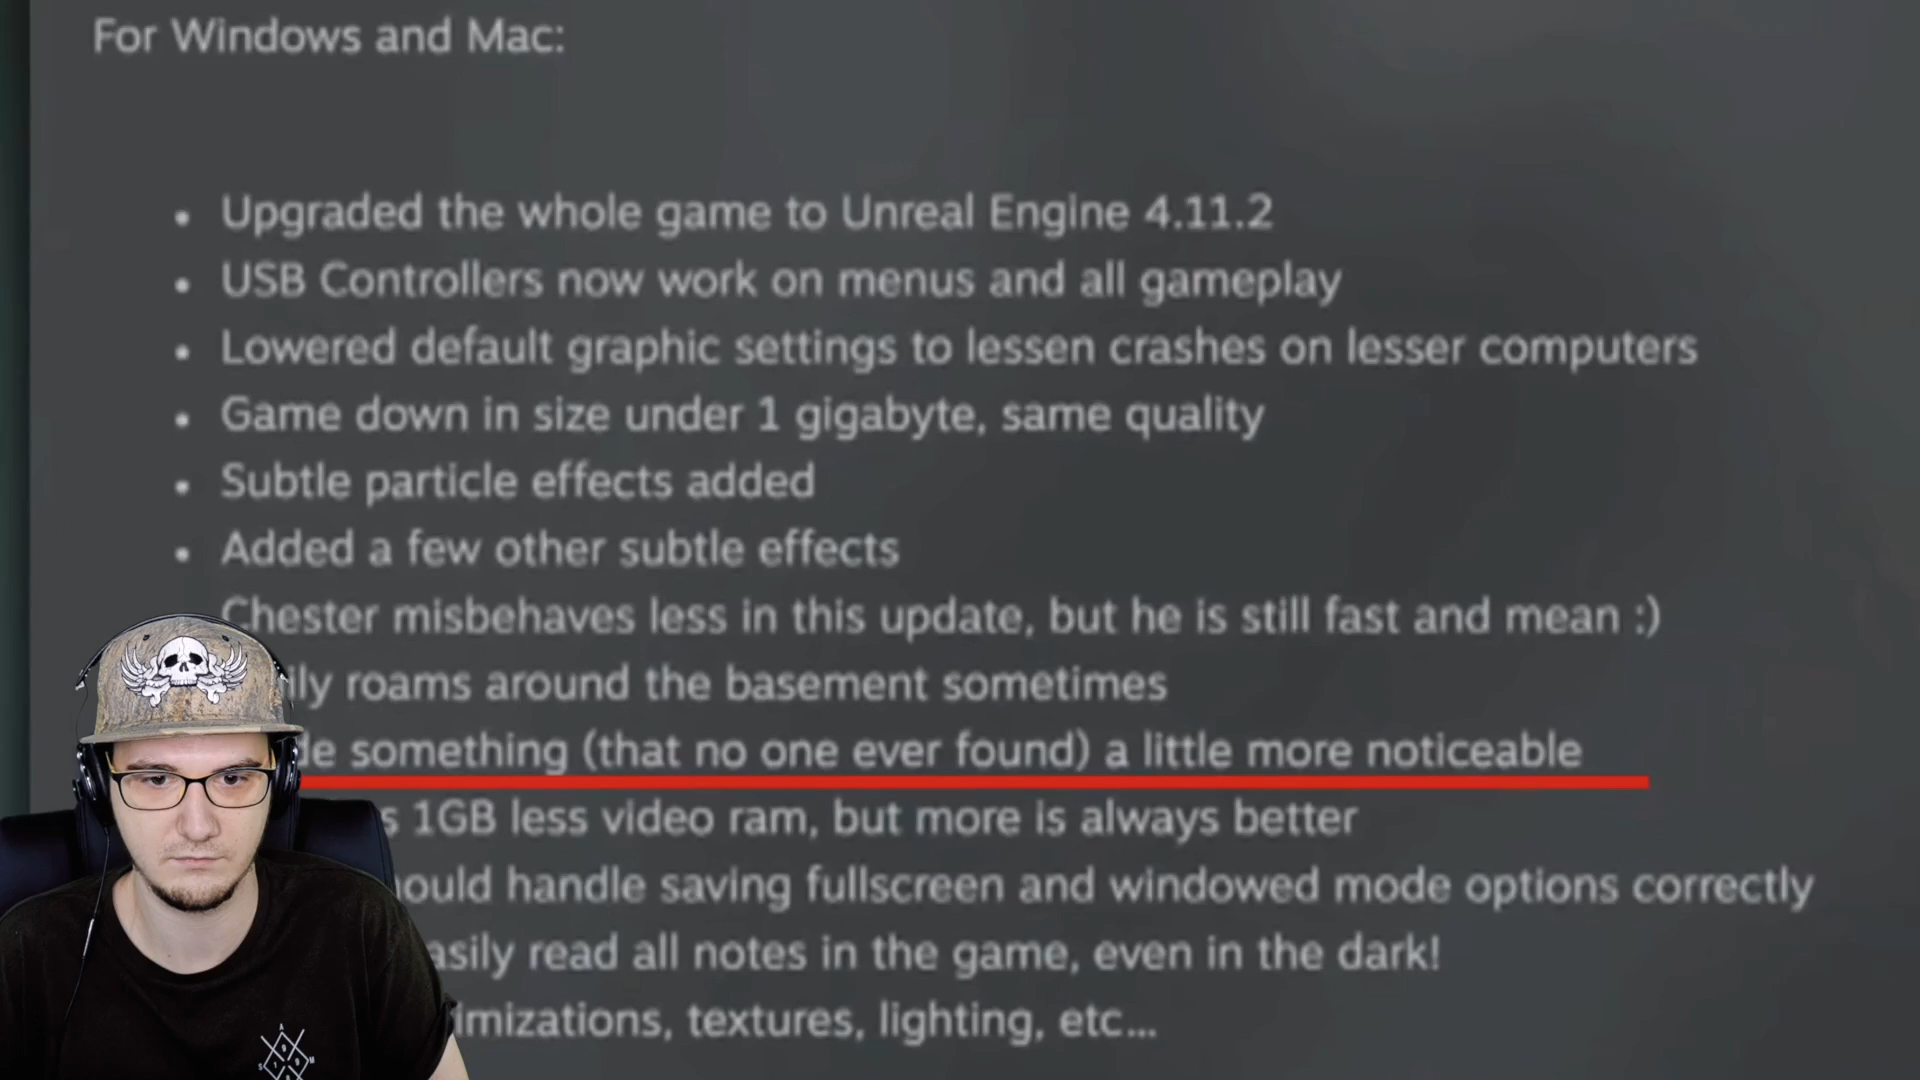 For Windows and Mac:
• Upgraded the whole game to Unreal Engine 4.11.2
• USB Controllers now work on menus and all gameplay
• Lowered default graphic settings to lessen crashes on lesser computers
• Game down in size under 1 gigabyte, same quality
• Subtle particle effects added
• Added a few other subtle effects
Chester misbehaves less in this update, but he is still fast and mean :)
roams around the basement sometimes
something (that no one ever found) a little more noticeable
1GB less video ram, but more is always better
handle saving fullscreen and windowed mode options correctly
read all notes in the game, even in the dark!
textures, lighting, etc...